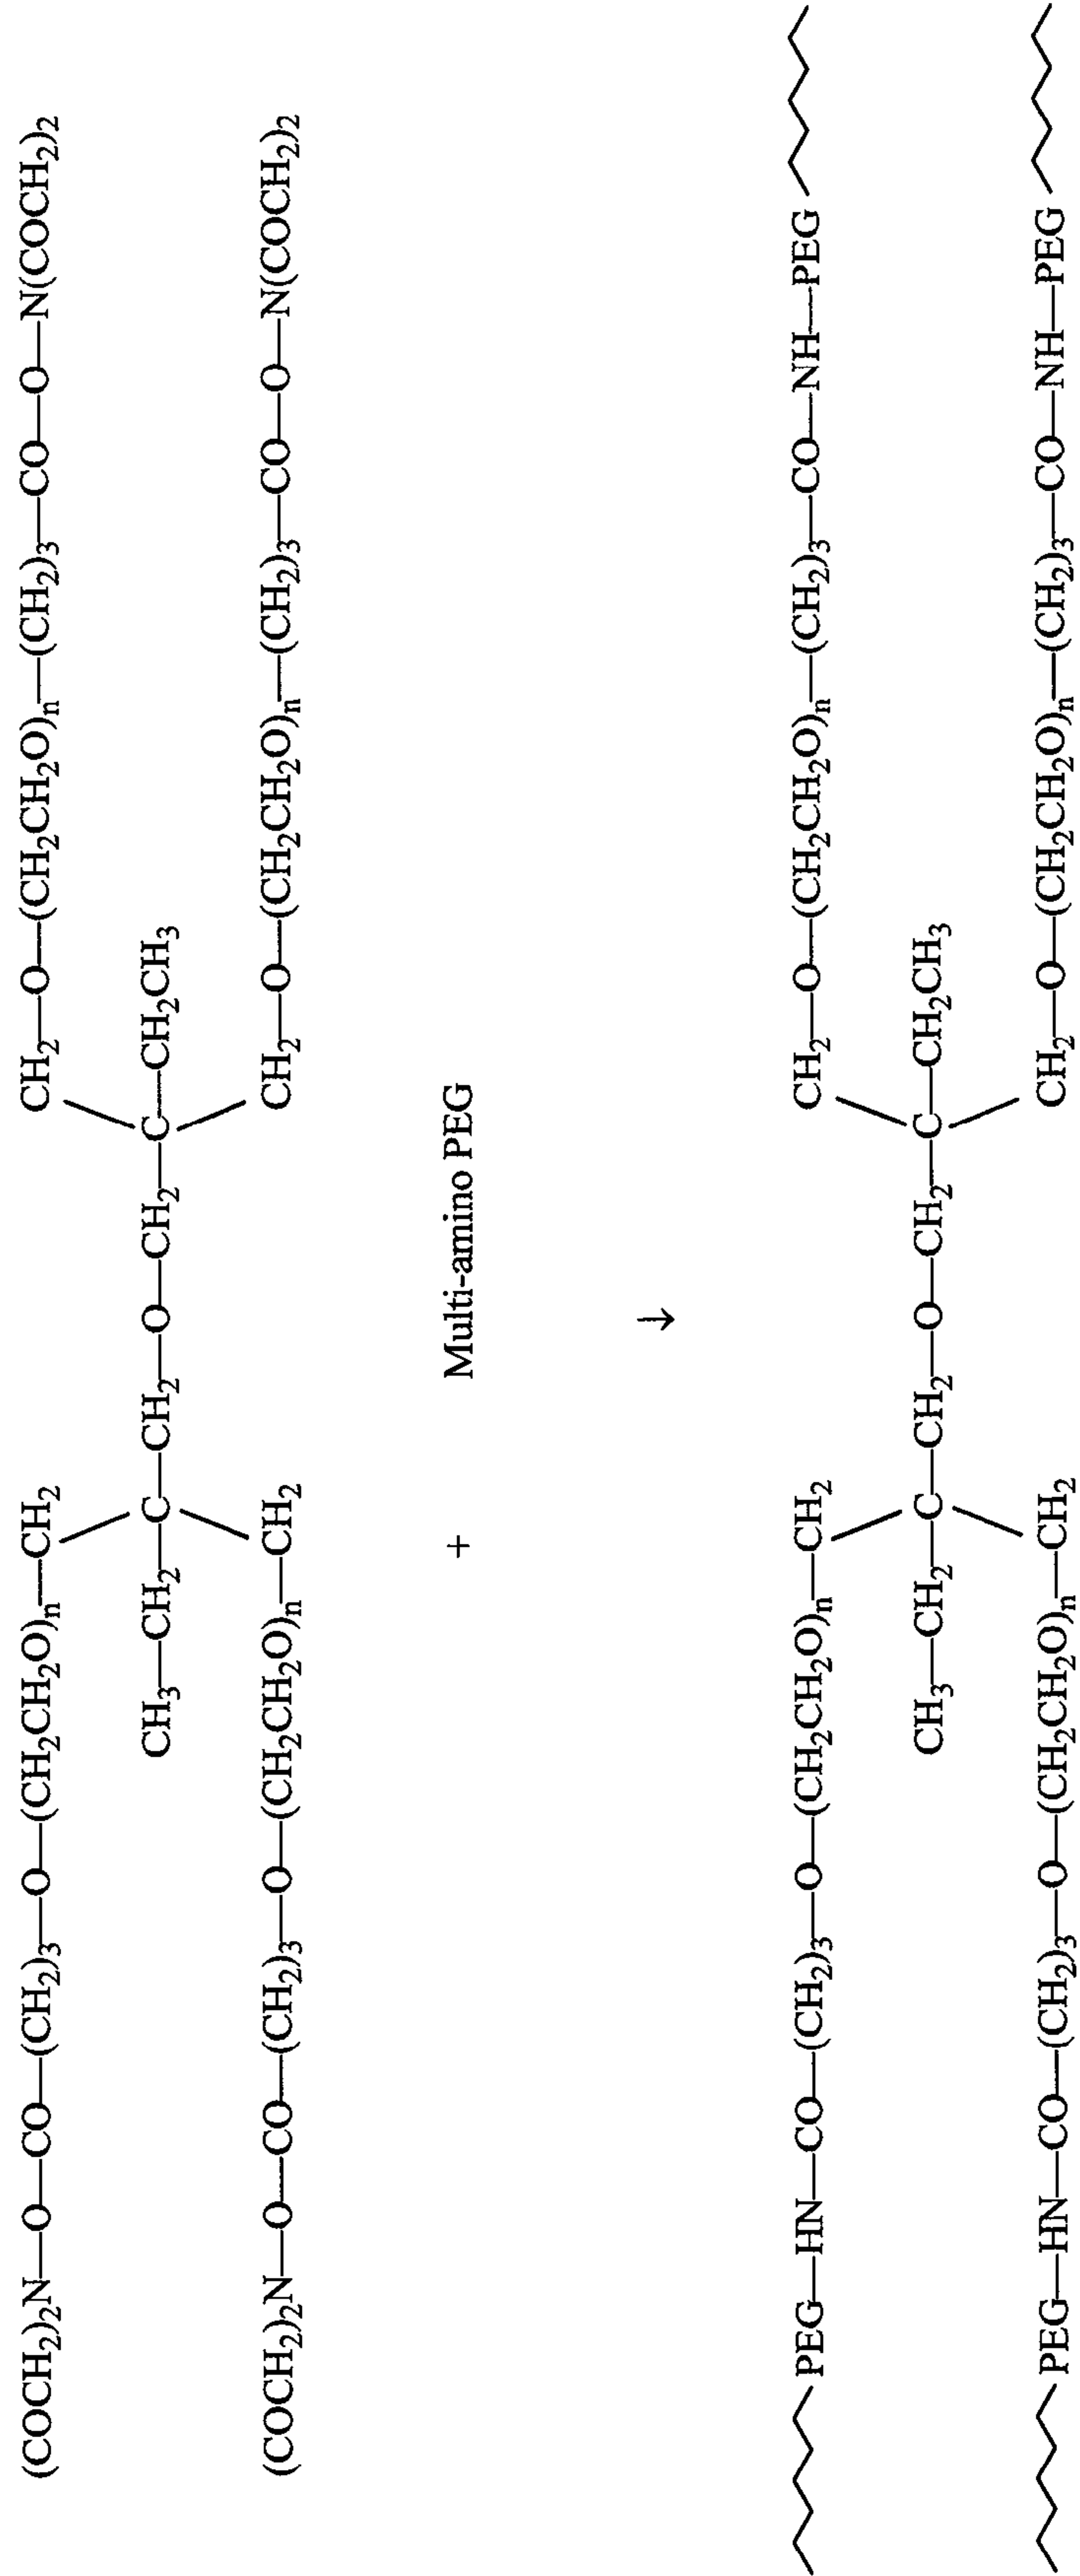 (COCH2)2N—O—CO—(CH2)3—O—(CH2CH2O)n—CH2 CH2—O—(CH2CH2O)n—(CH2)3—CO—O—N(COCH2)2
CH3—CH2—C—CH2—O—CH2—C—CH2CH3
(COCH2)2N—O—CO—(CH2)3—O—(CH2CH2O)n—CH2 CH2—O—(CH2CH2O)n—(CH2)3—CO—O—N(COCH2)2
+ Multi-amino PEG
↓
PEG—HN—CO—(CH2)3—O—(CH2CH2O)n—CH2 CH2—O—(CH2CH2O)n—(CH2)3—CO—NH—PEG
CH3—CH2—C—CH2—O—CH2—C—CH2CH3
PEG—HN—CO—(CH2)3—O—(CH2CH2O)n—CH2 CH2—O—(CH2CH2O)n—(CH2)3—CO—NH—PEG